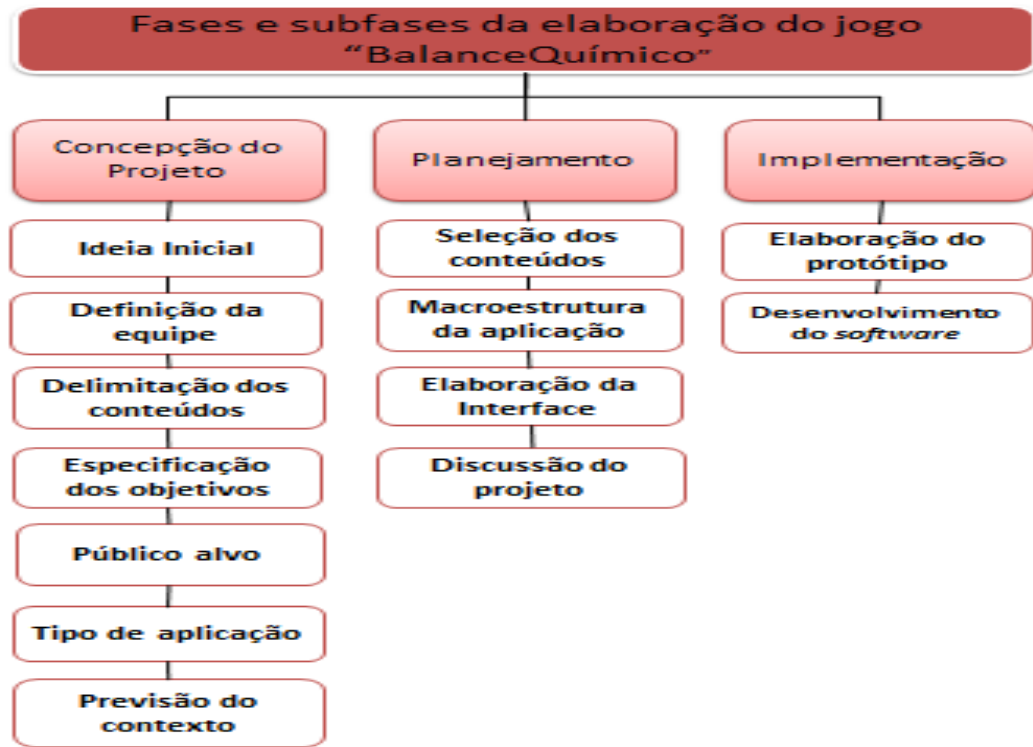 Fases e subfases da elaboração do jogo
“BalanceQuímico”
Concepção do
Projeto
Planejamento
Implementação
Ideia Inicial
Definição da
equipe
Delimitação dos
conteúdos
Especificação
dos objetivos
Público alvo
Tipo de aplicação
Previsão do
contexto
Seleção dos
conteúdos
Macroestrutura
da aplicação
Elaboração da
Interface
Discussão do
projeto
Elaboração do
protótipo
Desenvolvimento
do software